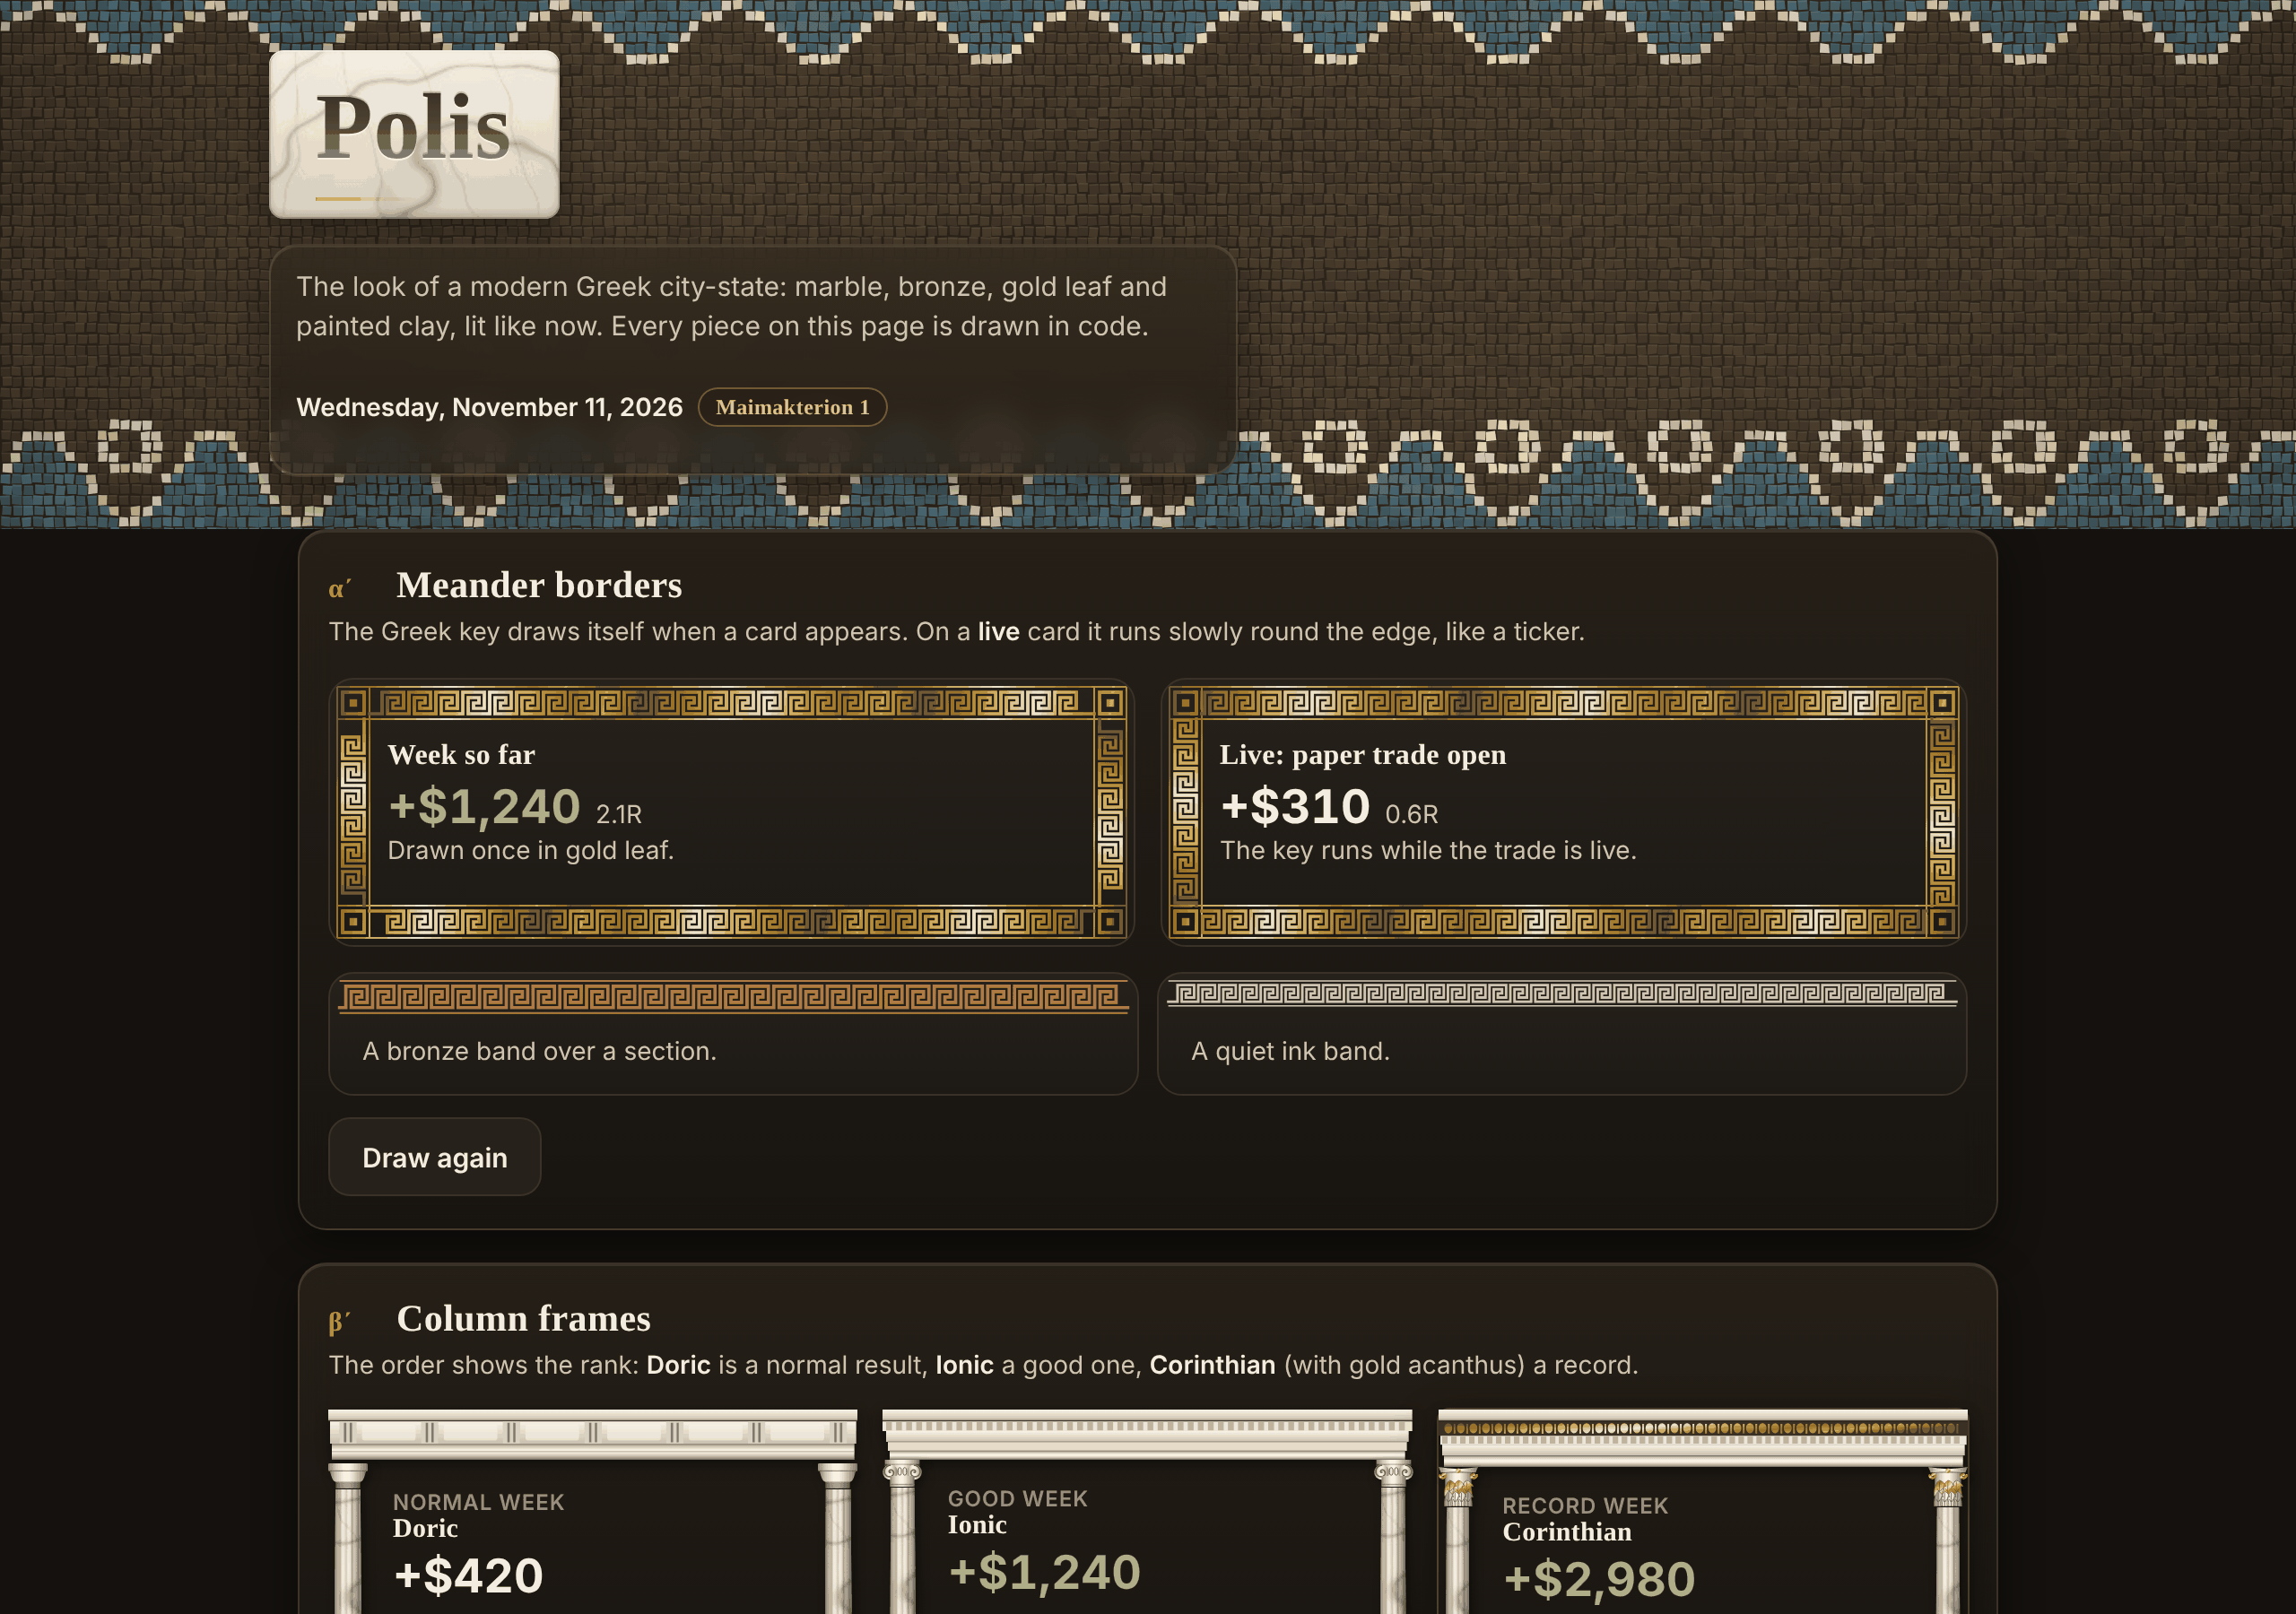 Polis
The look of a modern Greek city-state: marble, bronze, gold leaf and
painted clay, lit like now. Every piece on this page is drawn in code.
Wednesday, November 11, 2026 Maimakterion 1
α´ Meander borders
The Greek key draws itself when a card appears. On a live card it runs slowly round the edge, like a ticker.
Week so far
+$1,240 2.1R
Drawn once in gold leaf.
Live: paper trade open
+$310 0.6R
The key runs while the trade is live.
A bronze band over a section.
A quiet ink band.
Draw again
β´ Column frames
The order shows the rank: Doric is a normal result, Ionic a good one, Corinthian (with gold acanthus) a record.
NORMAL WEEK
Doric
+$420
GOOD WEEK
Ionic
+$1,240
RECORD WEEK
Corinthian
+$2,980